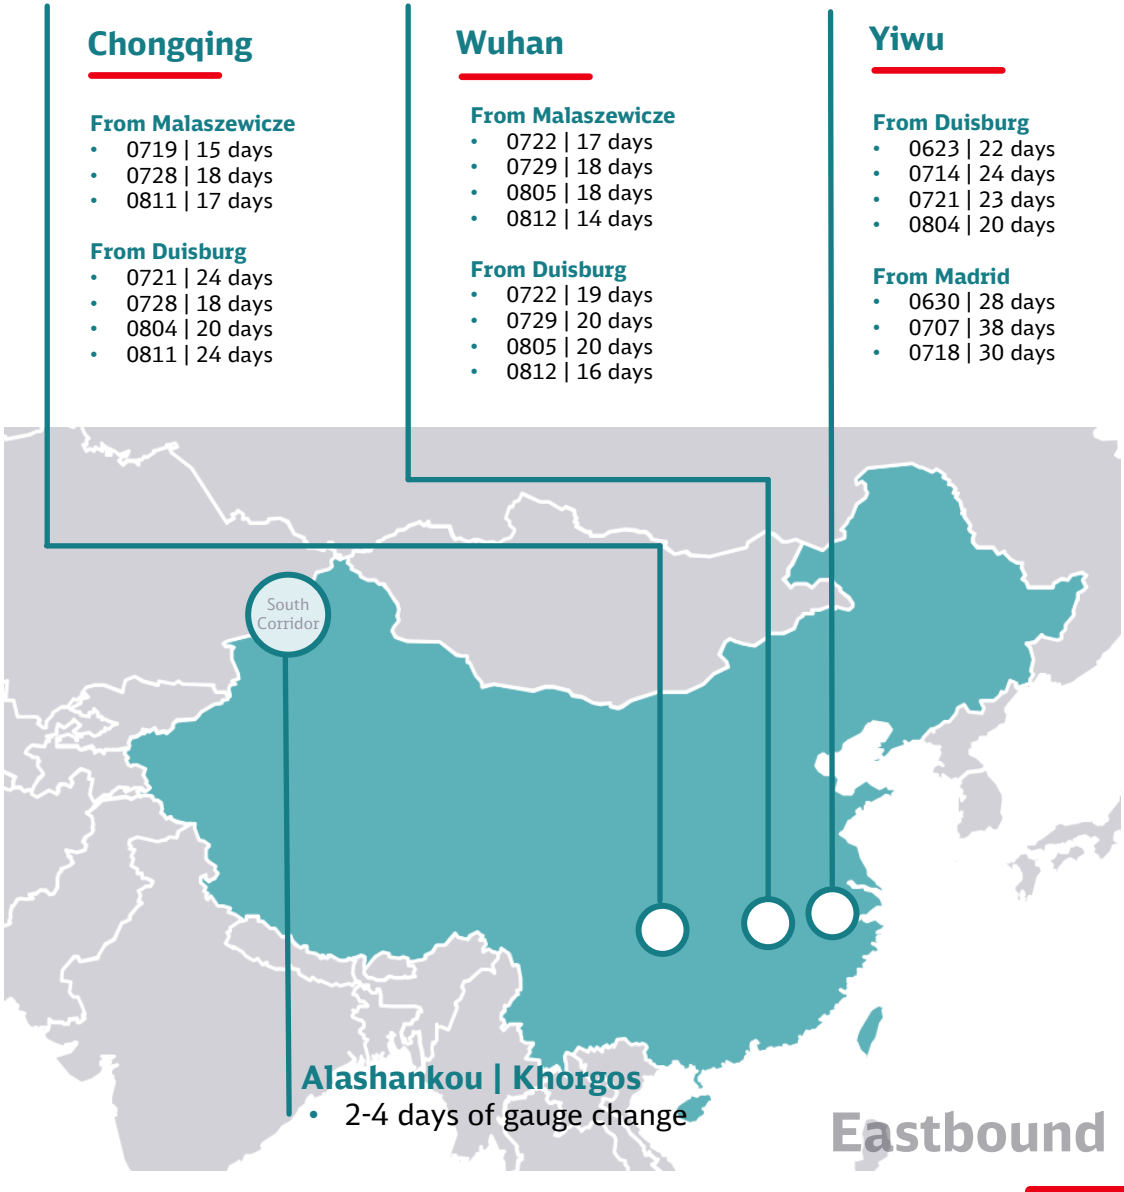 Chongqing
From Malaszewicze
• 0719 | 15 days
• 0728 | 18 days
• 0811 | 17 days
From Duisburg
• 0721 | 24 days
• 0728 | 18 days
• 0804 | 20 days
• 0811 | 24 days
Wuhan
From Malaszewicze
• 0722 | 17 days
• 0729 | 18 days
• 0805 | 18 days
• 0812 | 14 days
From Duisburg
• 0722 | 19 days
• 0729 | 20 days
• 0805 | 20 days
• 0812 | 16 days
Yiwu
From Duisburg
• 0623 | 22 days
• 0714 | 24 days
• 0721 | 23 days
• 0804 | 20 days
From Madrid
• 0630 | 28 days
• 0707 | 38 days
• 0718 | 30 days
South
Corridor
Alashankou | Khorgos
• 2-4 days of gauge change
Eastbound